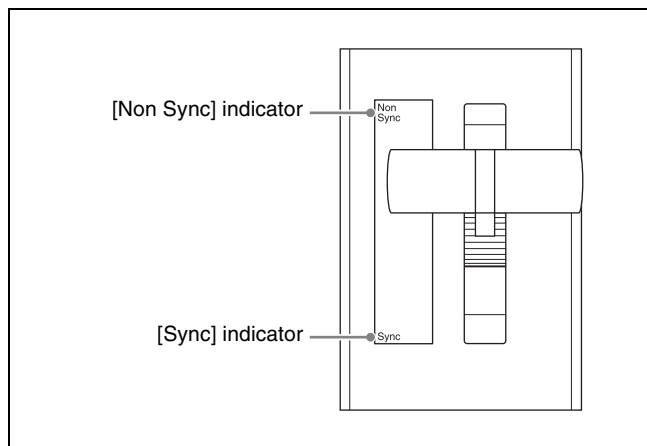 [Non Sync] indicator
Non
Sync
[Sync] indicator
Sync